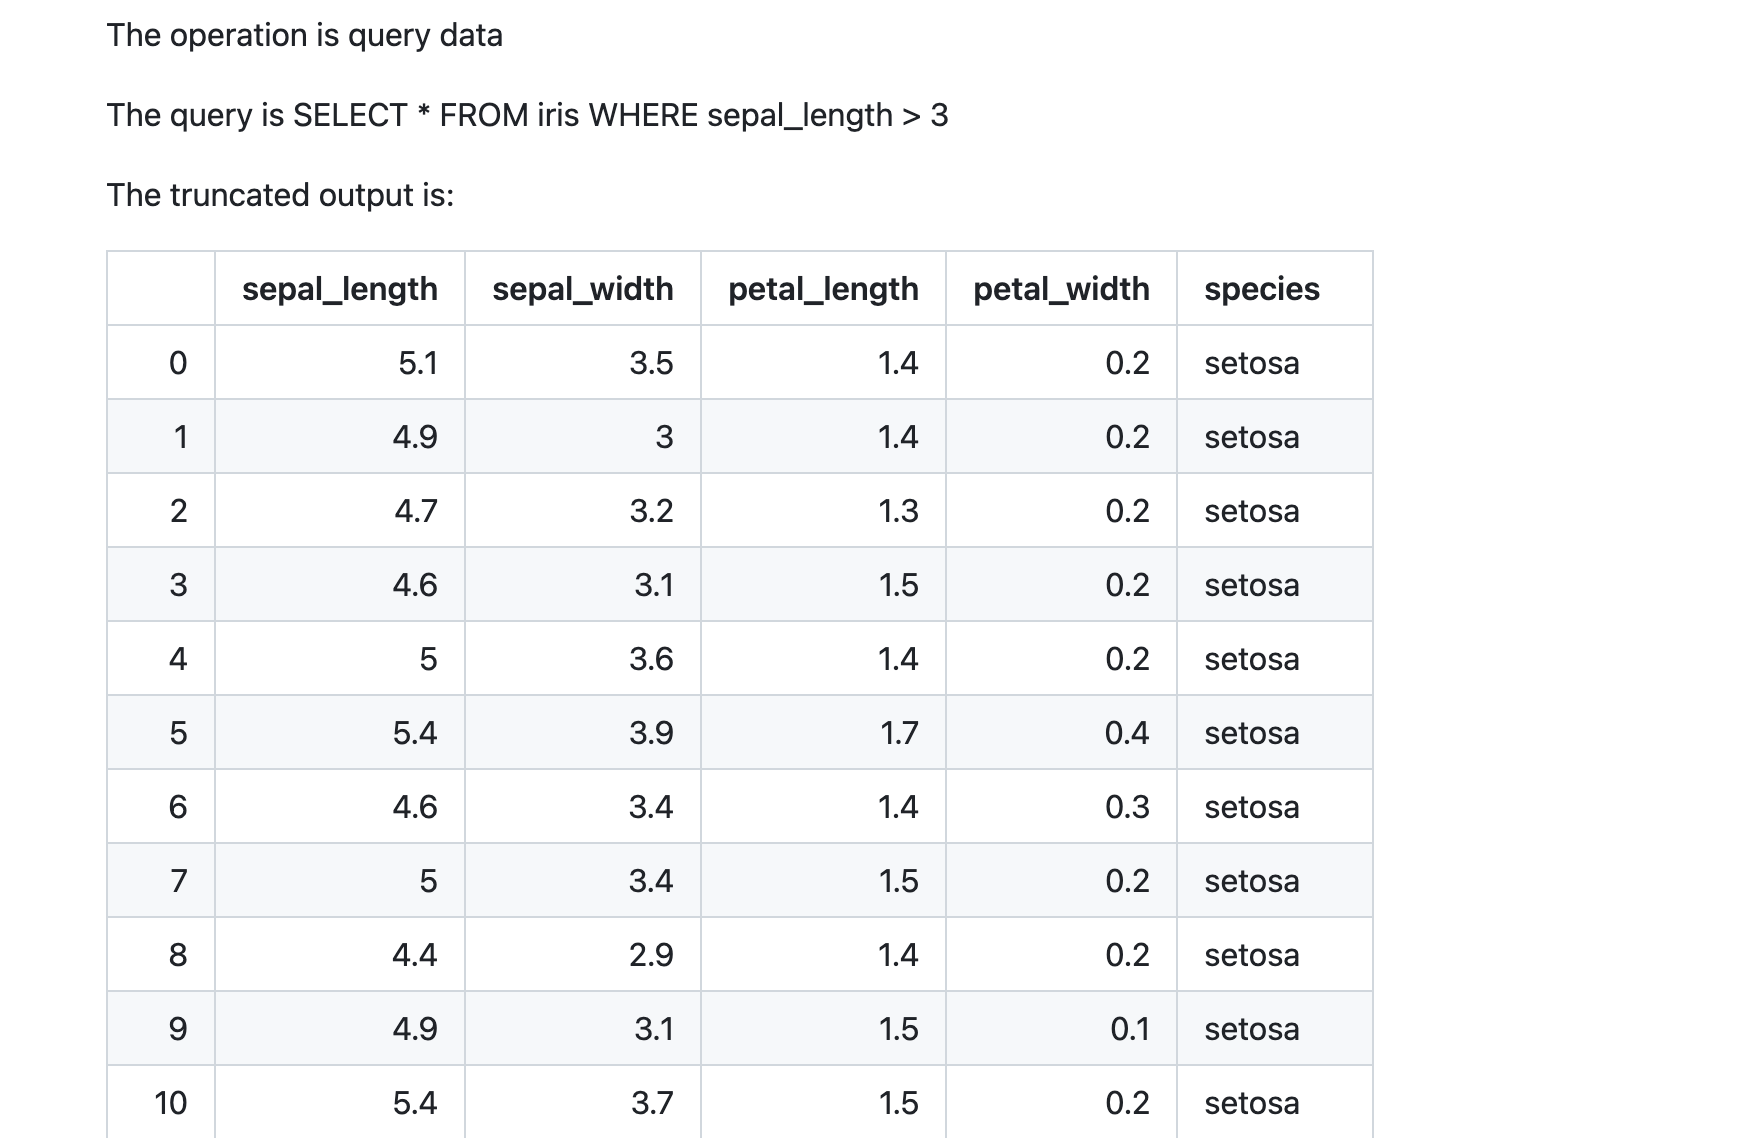 The operation is query data
The query is SELECT * FROM iris WHERE sepal_length > 3
The truncated output is:
sepal_length sepal_width petal_length petal_width species
0 5.1 3.5 1.4 0.2 setosa
1 4.9 3 1.4 0.2 setosa
2 4.7 3.2 1.3 0.2 setosa
3 4.6 3.1 1.5 0.2 setosa
4 5 3.6 1.4 0.2 setosa
5 5.4 3.9 1.7 0.4 setosa
6 4.6 3.4 1.4 0.3 setosa
7 5 3.4 1.5 0.2 setosa
8 4.4 2.9 1.4 0.2 setosa
9 4.9 3.1 1.5 0.1 setosa
10 5.4 3.7 1.5 0.2 setosa